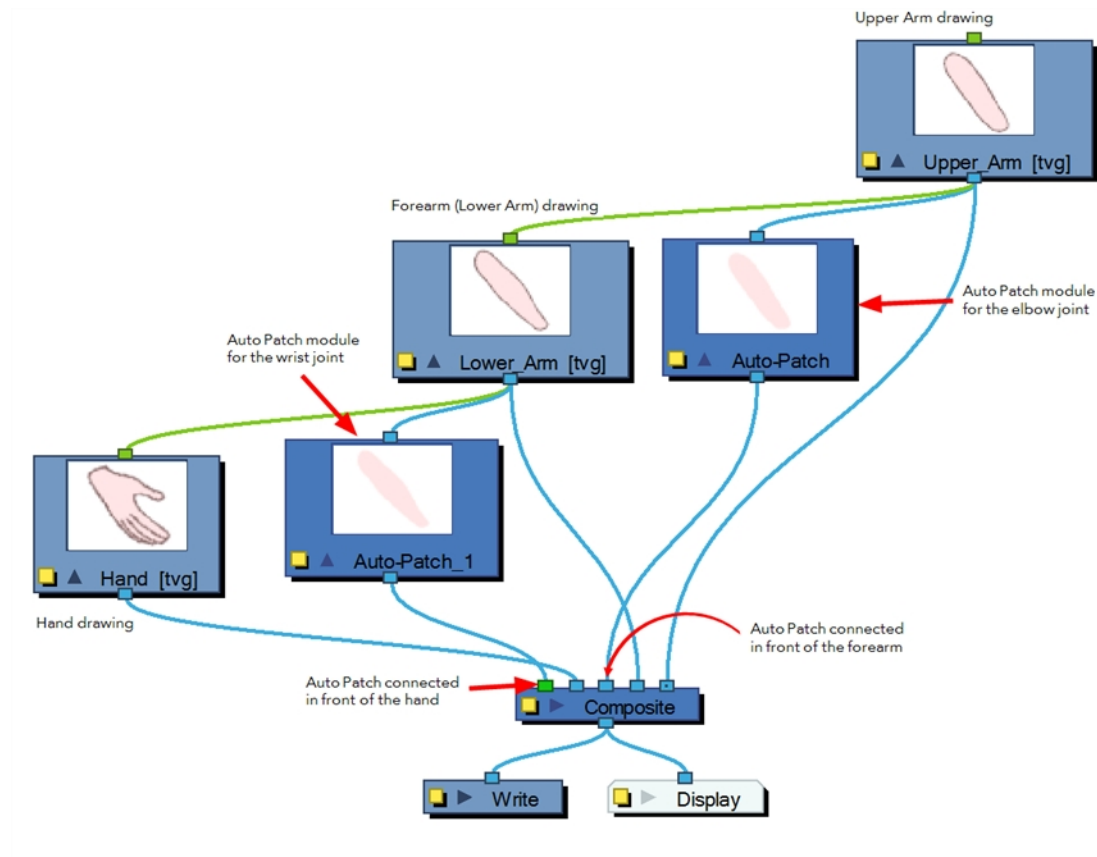 Upper Arm drawing
Upper_Arm [tvg]
Forearm (Lower Arm) drawing
Lower_Arm [tvg]
Auto-Patch
Auto Patch module
for the elbow joint
Auto Patch module
for the wrist joint
Hand [tvg]
Auto-Patch_1
Hand drawing
Auto Patch connected
in front of the forearm
Auto Patch connected
in front of the hand
Composite
Write
Display